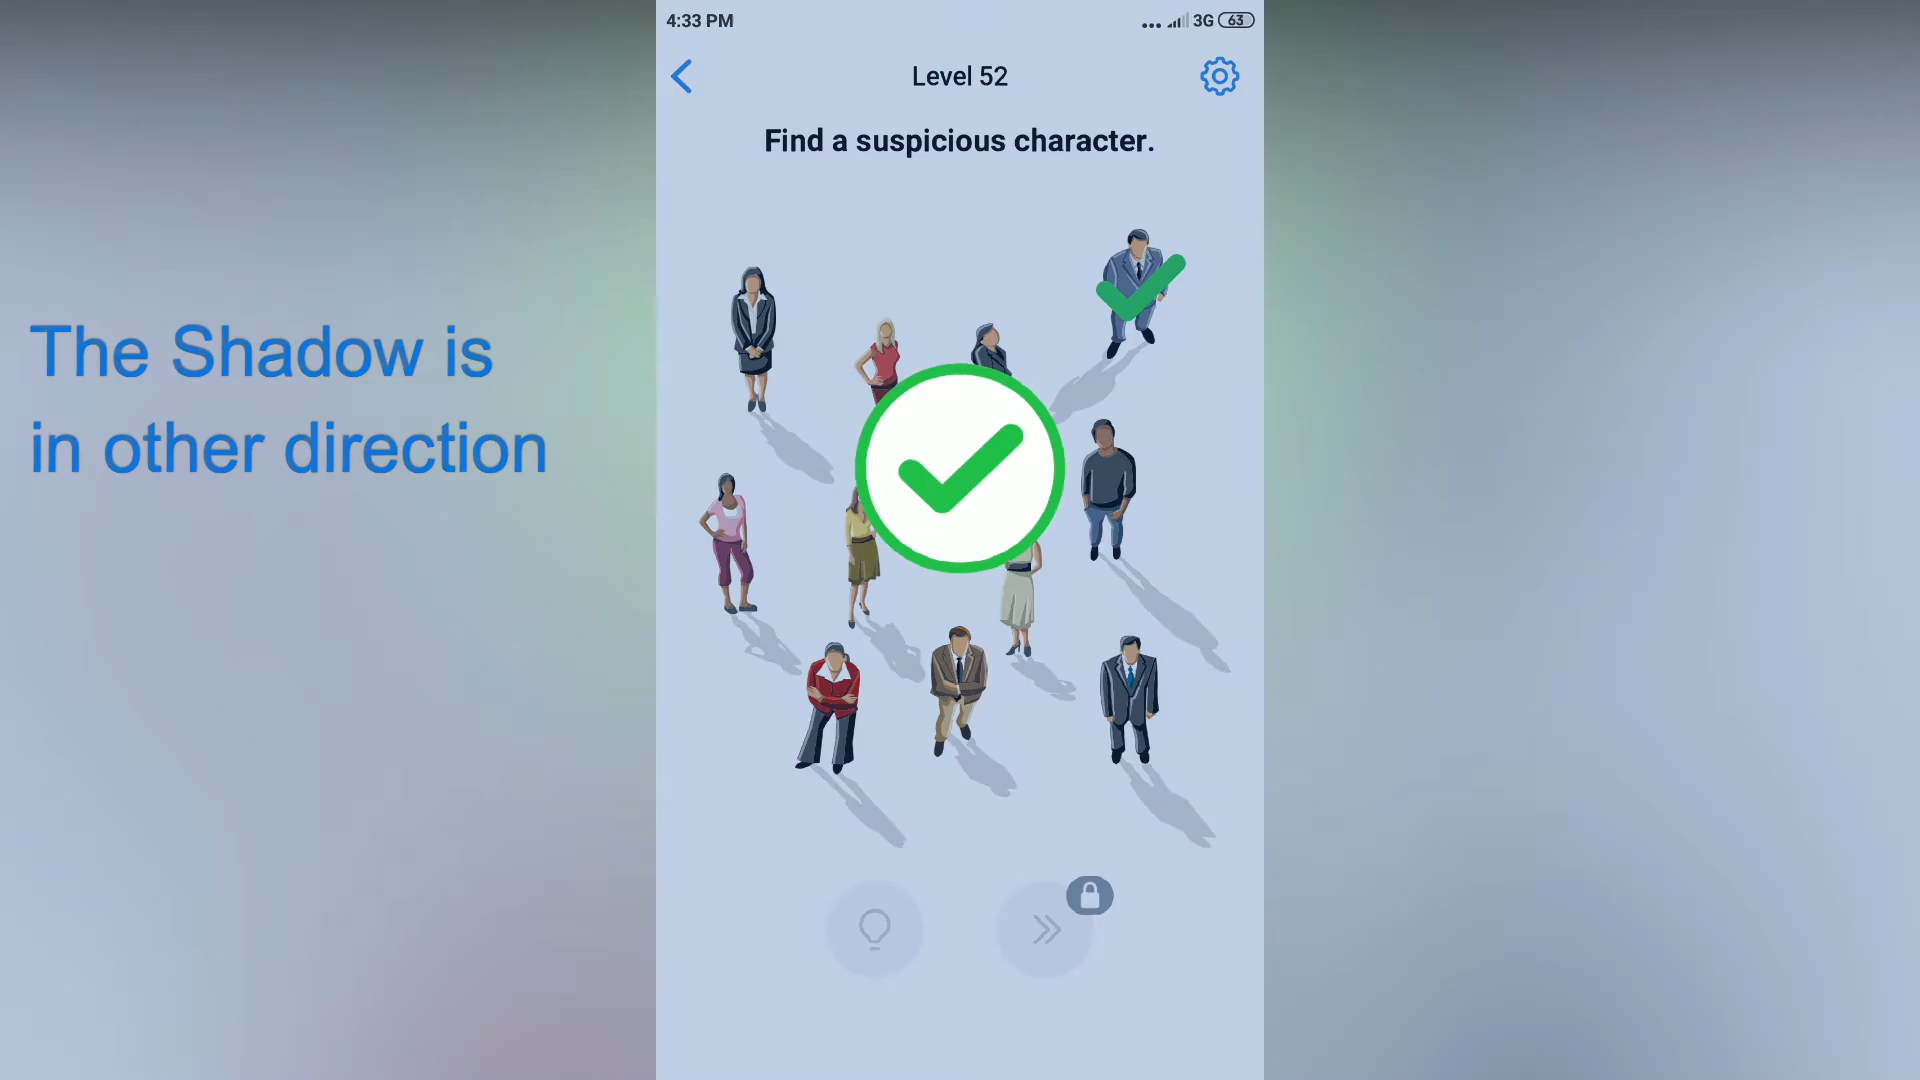 4:33 PM
3G 63
Level 52
Find a suspicious character.
The Shadow is
in other direction